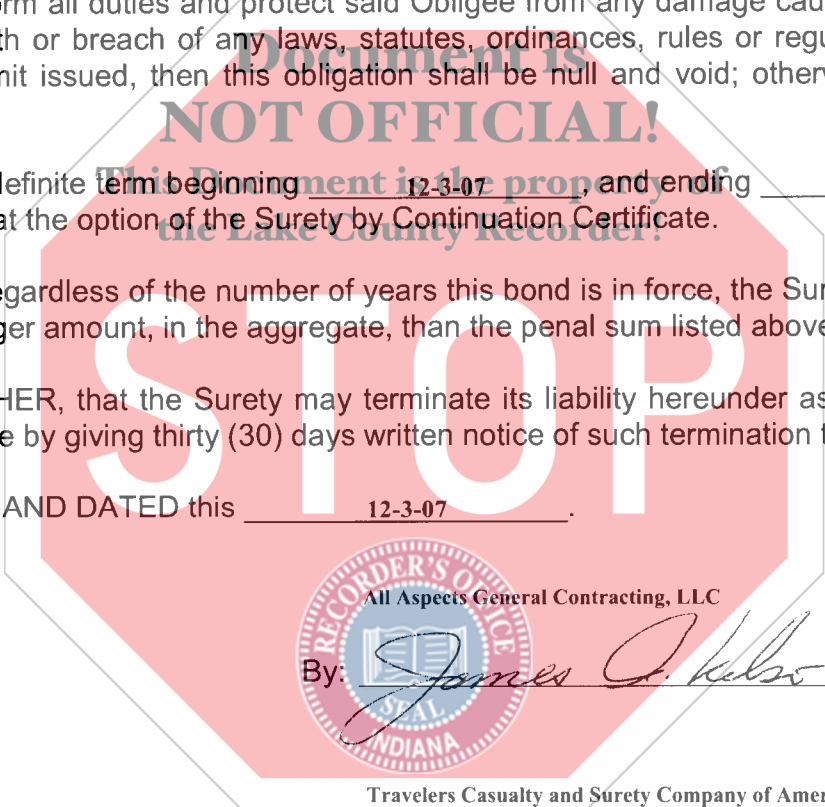 orm all duties and protect said Obligee from any damage cau
th or breach of any laws, statutes, ordinances, rules or regu
nit issued, then this obligation shall be null and void; other
Document is
NOT OFFICIAL!
This Document is the property of
the Lake County Recorder!
definite term beginning 12-3-07, and ending
at the option of the Surety by Continuation Certificate.
egardless of the number of years this bond is in force, the Sur
ger amount, in the aggregate, than the penal sum listed above
HER, that the Surety may terminate its liability hereunder as
e by giving thirty (30) days written notice of such termination t
STOP
AND DATED this 12-3-07.
All Aspects General Contracting, LLC
By: James A. Kelso
RECORDER'S OFFICE
SEAL
INDIANA
Travelers Casualty and Surety Company of Amer